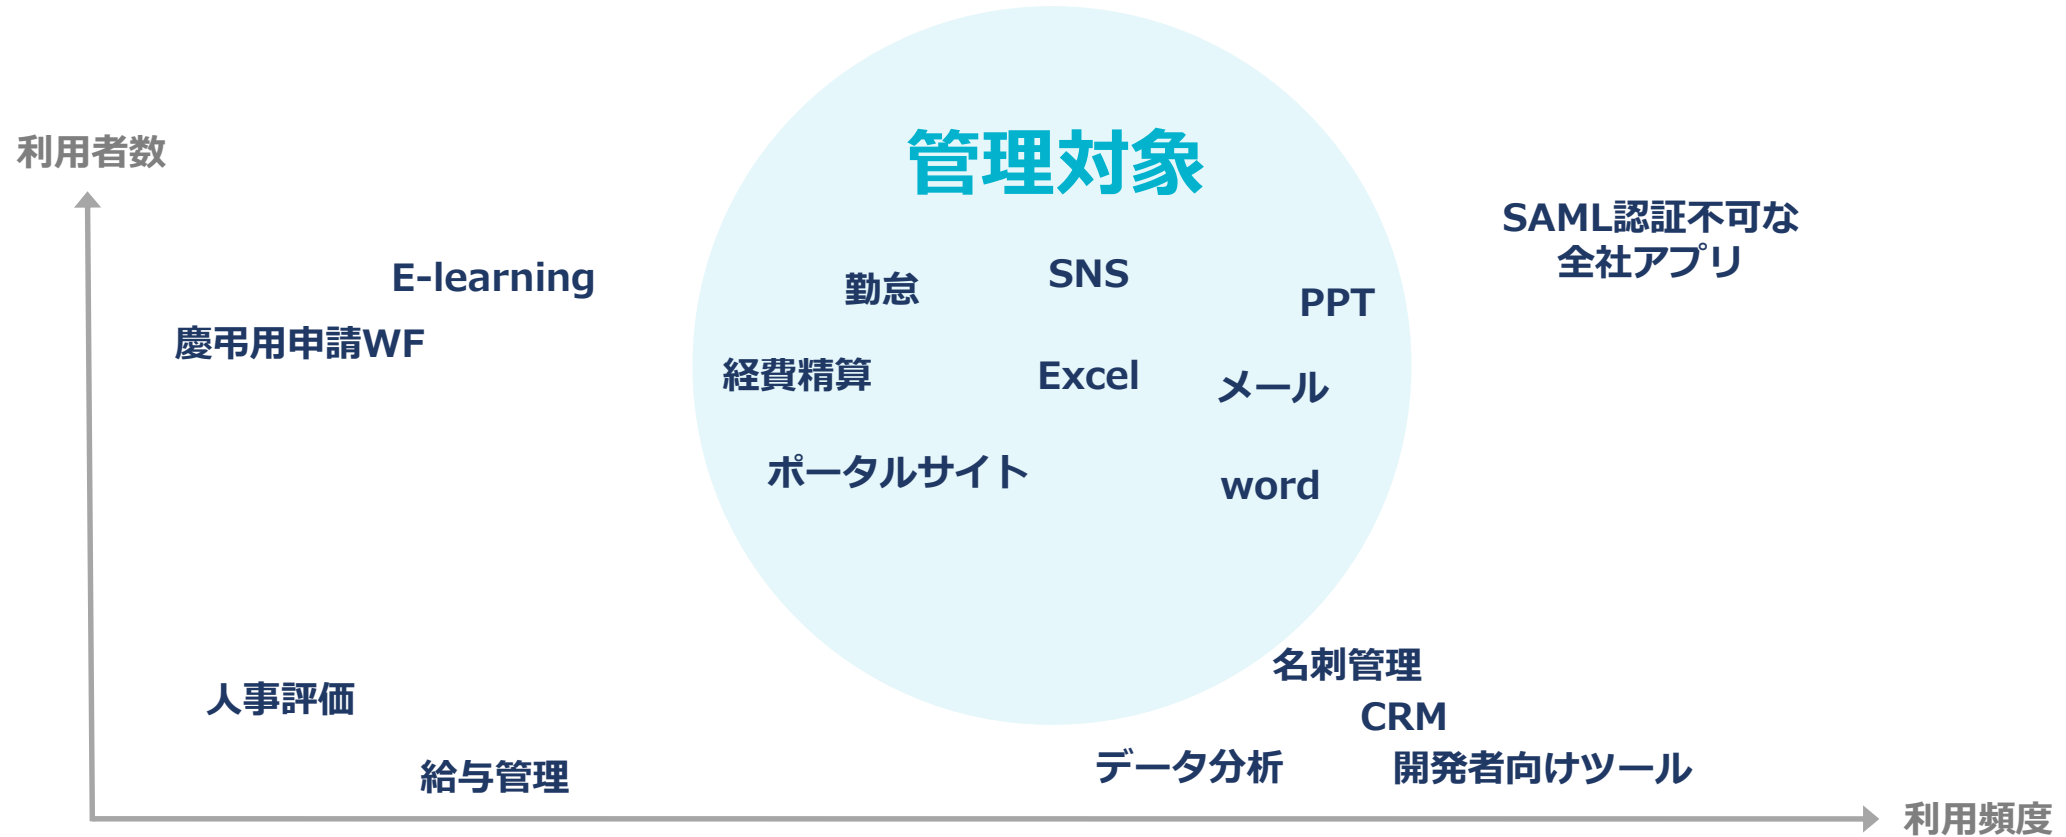 利用者数
管理対象
SAML認証不可な
全社アプリ
E-learning
勤怠
SNS
PPT
慶弔用申請WF
経費精算
Excel
メール
ポータルサイト
word
人事評価
名刺管理
CRM
給与管理
データ分析
開発者向けツール
利用頻度